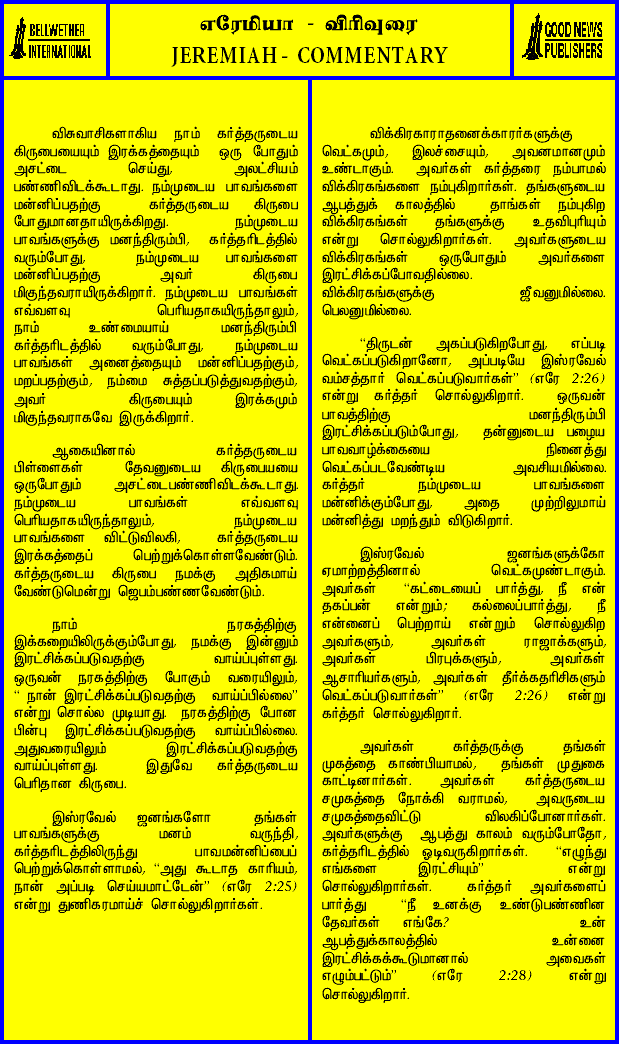 BELLWETHER
INTERNATIONAL
எரேமியா - விரிவுரை
JEREMIAH - COMMENTARY
GOOD NEWS
PUBLISHERS
விசுவாசிகளாகிய நாம் கர்த்தருடைய
கிருபையையும் இரக்கத்தையும் ஒரு போதும்
அசட்டை செய்து, அலட்சியம்
பண்ணிவிடக்கூடாது. நம்முடைய பாவங்களை
மன்னிப்பதற்கு கர்த்தருடைய கிருபை
போதுமானதாயிருக்கிறது. நம்முடைய
பாவங்களுக்கு மனந்திரும்பி, கர்த்தரிடத்தில்
வரும்போது, நம்முடைய பாவங்களை
மன்னிப்பதற்கு அவர் கிருபை
மிகுந்தவராயிருக்கிறார். நம்முடைய பாவங்கள்
எவ்வளவு பெரியதாகயிருந்தாலும்,
நாம் உண்மையாய் மனந்திரும்பி
கர்த்தரிடத்தில் வரும்போது, நம்முடைய
பாவங்கள் அனைத்தையும் மன்னிப்பதற்கும்,
மறப்பதற்கும், நம்மை சுத்தப்படுத்துவதற்கும்,
அவர் கிருபையும் இரக்கமும்
மிகுந்தவராகவே இருக்கிறார்.
ஆகையினால் கர்த்தருடைய
பிள்ளைகள் தேவனுடைய கிருபையயை
ஒருபோதும் அசட்டைபண்ணிவிடக்கூடாது.
நம்முடைய பாவங்கள் எவ்வளவு
பெரியதாகயிருந்தாலும், நம்முடைய
பாவங்களை விட்டுவிலகி, கர்த்தருடைய
இரக்கத்தைப் பெற்றுக்கொள்ளவேண்டும்.
கர்த்தருடைய கிருபை நமக்கு அதிகமாய்
வேண்டுமென்று ஜெபம்பண்ணவேண்டும்.
நாம் நரகத்திற்கு
இக்கறையிலிருக்கும்போது, நமக்கு இன்னும்
இரட்சிக்கப்படுவதற்கு வாய்ப்புள்ளது.
ஒருவன் நரகத்திற்கு போகும் வரையிலும்,
“ நான் இரட்சிக்கப்படுவதற்கு வாய்ப்பில்லை”
என்று சொல்ல முடியாது. நரகத்திற்கு போன
பின்பு இரட்சிக்கப்படுவதற்கு வாய்ப்பில்லை.
அதுவரையிலும் இரட்சிக்கப்படுவதற்கு
வாய்ப்புள்ளது. இதுவே கர்த்தருடைய
பெரிதான கிருபை.
இஸ்ரவேல் ஜனங்களோ தங்கள்
பாவங்களுக்கு மனம் வருந்தி,
கர்த்தரிடத்திலிருந்து பாவமன்னிப்பைப்
பெற்றுக்கொள்ளாமல், “அது கூடாத காரியம்,
நான் அப்படி செய்யமாட்டேன்” (எரே 2:25)
என்று துணிகரமாய்ச் சொல்லுகிறார்கள்.
விக்கிரகாராதனைக்காரர்களுக்கு
வெட்கமும், இலச்சையும், அவனமானமும்
உண்டாகும். அவர்கள் கர்த்தரை நம்பாமல்
விக்கிரகங்களை நம்புகிறார்கள். தங்களுடைய
ஆபத்துக் காலத்தில் தாங்கள் நம்புகிற
விக்கிரகங்கள் தங்களுக்கு உதவிபுரியும்
என்று சொல்லுகிறார்கள். அவர்களுடைய
விக்கிரகங்கள் ஒருபோதும் அவர்களை
இரட்சிக்கப்போவதில்லை.
விக்கிரகங்களுக்கு ஜீவனுமில்லை.
பெலனுமில்லை.
“திருடன் அகப்படுகிறபோது, எப்படி
வெட்கப்படுகிறானோ, அப்படியே இஸ்ரவேல்
வம்சத்தார் வெட்கப்படுவார்கள்” (எரே 2:26)
என்று கர்த்தர் சொல்லுகிறார். ஒருவன்
பாவத்திற்கு மனந்திரும்பி
இரட்சிக்கப்படும்போது, தன்னுடைய பழைய
பாவவாழ்க்கையை நினைத்து
வெட்கப்படவேண்டிய அவசியமில்லை.
கர்த்தர் நம்முடைய பாவங்களை
மன்னிக்கும்போது, அதை முற்றிலுமாய்
மன்னித்து மறந்தும் விடுகிறார்.
இஸ்ரவேல் ஜனங்களுக்கோ
ஏமாற்றத்தினால் வெட்கமுண்டாகும்.
அவர்கள் “கட்டையைப் பார்த்து, நீ என்
தகப்பன் என்றும்; கல்லைப்பார்த்து, நீ
என்னைப் பெற்றாய் என்றும் சொல்லுகிற
அவர்களும், அவர்கள் ராஜாக்களும்,
அவர்கள் பிரபுக்களும், அவர்கள்
ஆசாரியர்களும், அவர்கள் தீர்க்கதரிசிகளும்
வெட்கப்படுவார்கள்” (எரே 2:26) என்று
கர்த்தர் சொல்லுகிறார்.
அவர்கள் கர்த்தருக்கு தங்கள்
முகத்தை காண்பியாமல், தங்கள் முதுகை
காட்டினார்கள். அவர்கள் கர்த்தருடைய
சமுகத்தை நோக்கி வராமல், அவருடைய
சமுகத்தைவிட்டு விலகிப்போனார்கள்.
அவர்களுக்கு ஆபத்து காலம் வரும்போதோ,
கர்த்தரிடத்தில் ஓடிவருகிறார்கள். “எழுந்து
எங்களை இரட்சியும்” என்று
சொல்லுகிறார்கள். கர்த்தர் அவர்களைப்
பார்த்து “நீ உனக்கு உண்டுபண்ணின
தேவர்கள் எங்கே? உன்
ஆபத்துக்காலத்தில் உன்னை
இரட்சிக்கக்கூடுமானால் அவைகள்
எழும்பட்டும்” (எரே 2:28) என்று
சொல்லுகிறார்.